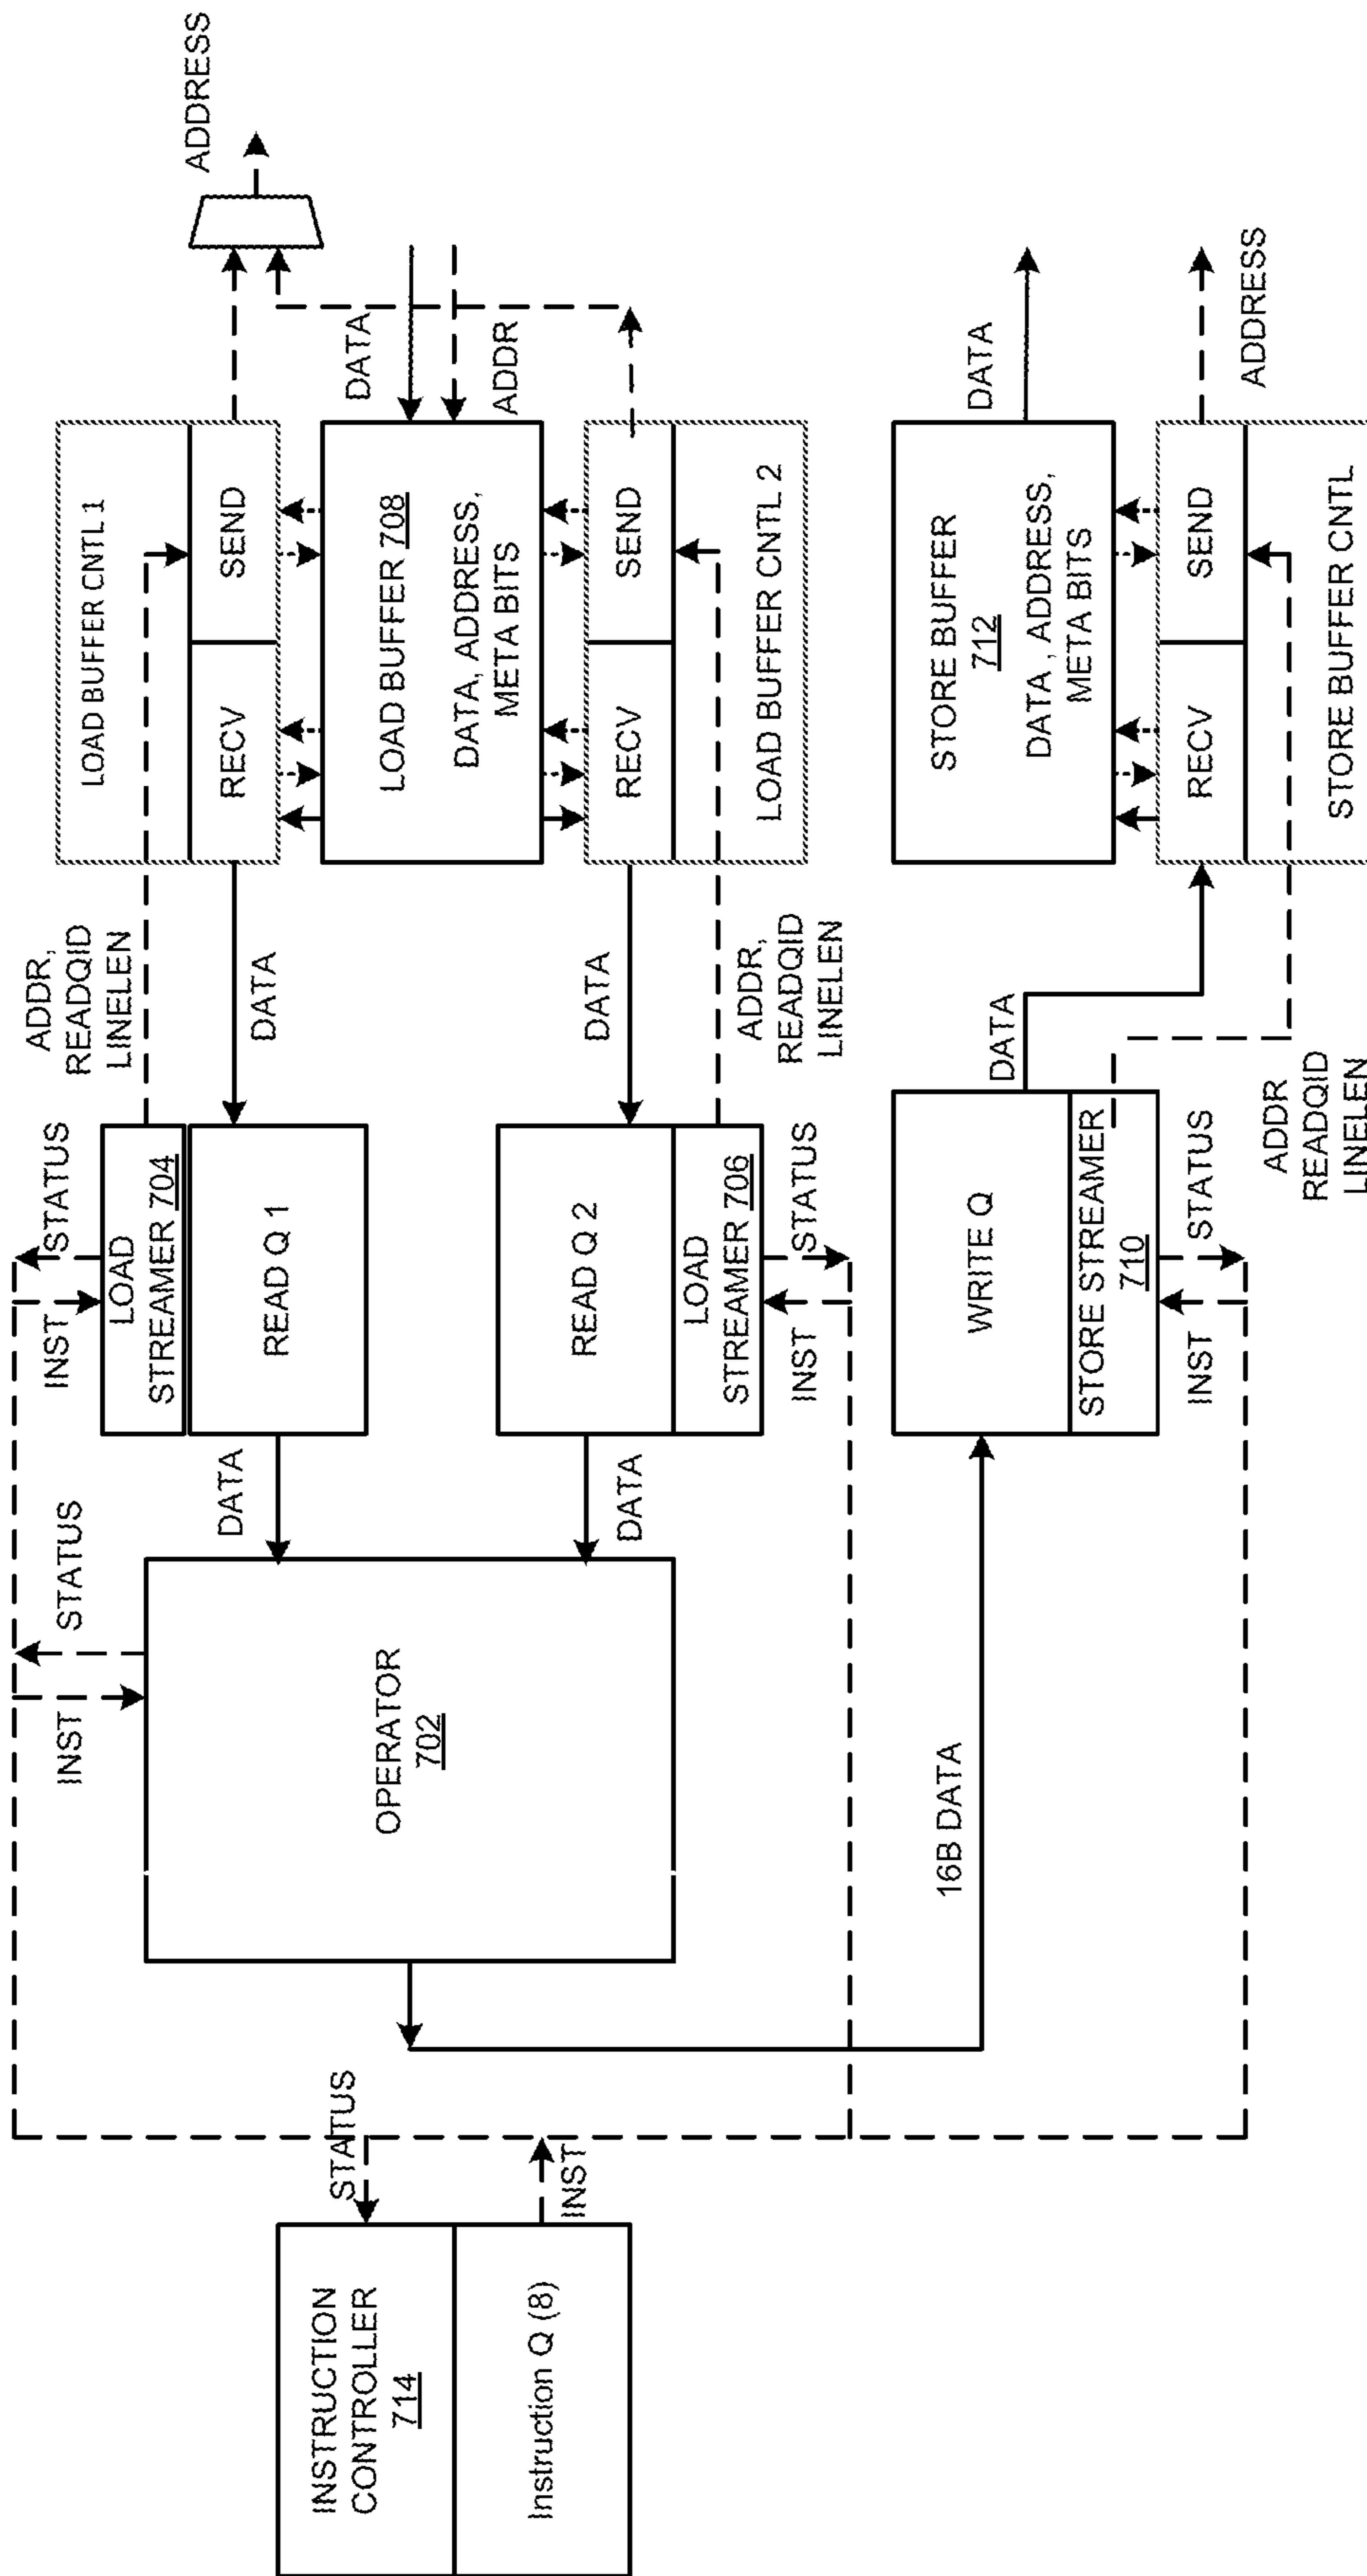 ADDRESS
LOAD BUFFER CNTL 1
RECV
SEND
DATA
ADDR
LOAD BUFFER 708
DATA, ADDRESS,
META BITS
RECV
SEND
LOAD BUFFER CNTL 2
ADDR,
READQID
LINELEN
DATA
DATA
ADDR,
READQID
LINELEN
STATUS
INST
LOAD
STREAMER 704
READ Q 1
READ Q 2
LOAD
STREAMER 706
STATUS
INST
DATA
DATA
STATUS
INST
OPERATOR
702
16B DATA
STATUS
INST
INSTRUCTION
CONTROLLER
714
Instruction Q (8)
WRITE Q
STORE STREAMER
710
STATUS
INST
DATA
ADDR
READQID
LINELEN
STORE BUFFER
712
DATA , ADDRESS,
META BITS
RECV
SEND
STORE BUFFER CNTL
DATA
ADDRESS